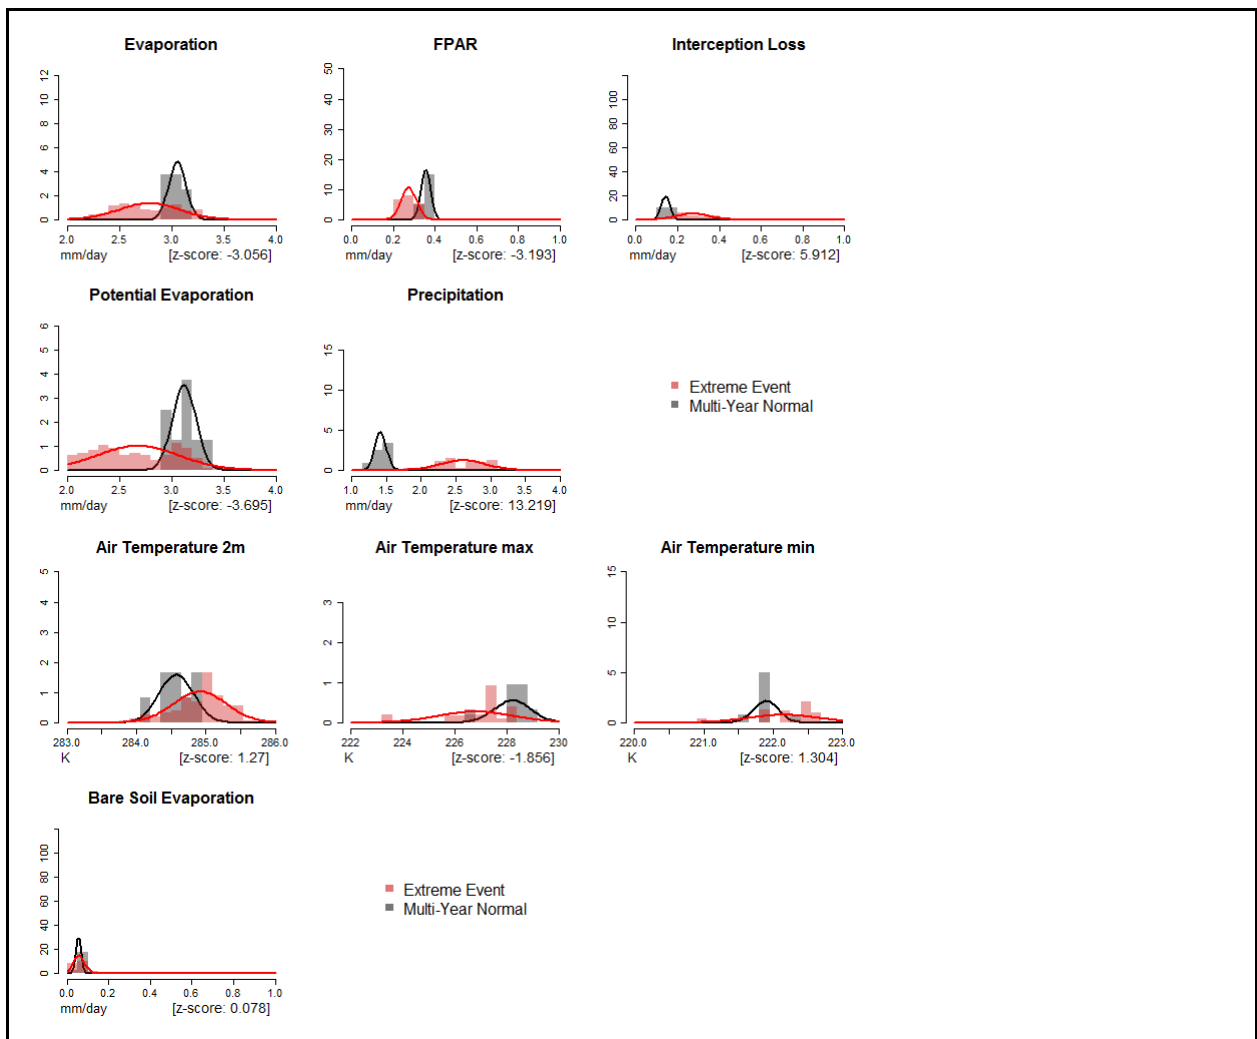 Evaporation FPAR Interception Loss
0 2 4 6 8 10 12
0 10 20 30 40 50
0 20 40 60 80 100
2.0 2.5 3.0 3.5 4.0
mm/day [z-score: -3.056]
0.0 0.2 0.4 0.6 0.8 1.0
[z-score: -3.193]
0.0 0.2 0.4 0.6 0.8 1.0
mm/day [z-score: 5.912]
Potential Evaporation Precipitation
0 1 2 3 4 5 6
0 5 10 15
Extreme Event
Multi-Year Normal
2.0 2.5 3.0 3.5 4.0
mm/day [z-score: -3.695]
1.0 1.5 2.0 2.5 3.0 4.0
mm/day [z-score: 13.219]
Air Temperature 2m Air Temperature max Air Temperature min
0 1 2 3 4 5
0 1 2 3
0 5 10 15
283.0 284.0 285.0 286.0
K [z-score: 1.27]
222 224 226 228 230
K [z-score: -1.856]
220.0 221.0 222.0 223.0
K [z-score: 1.304]
Bare Soil Evaporation
0 20 40 60 80 100
Extreme Event
Multi-Year Normal
0.0 0.2 0.4 0.6 0.8 1.0
mm/day [z-score: 0.078]